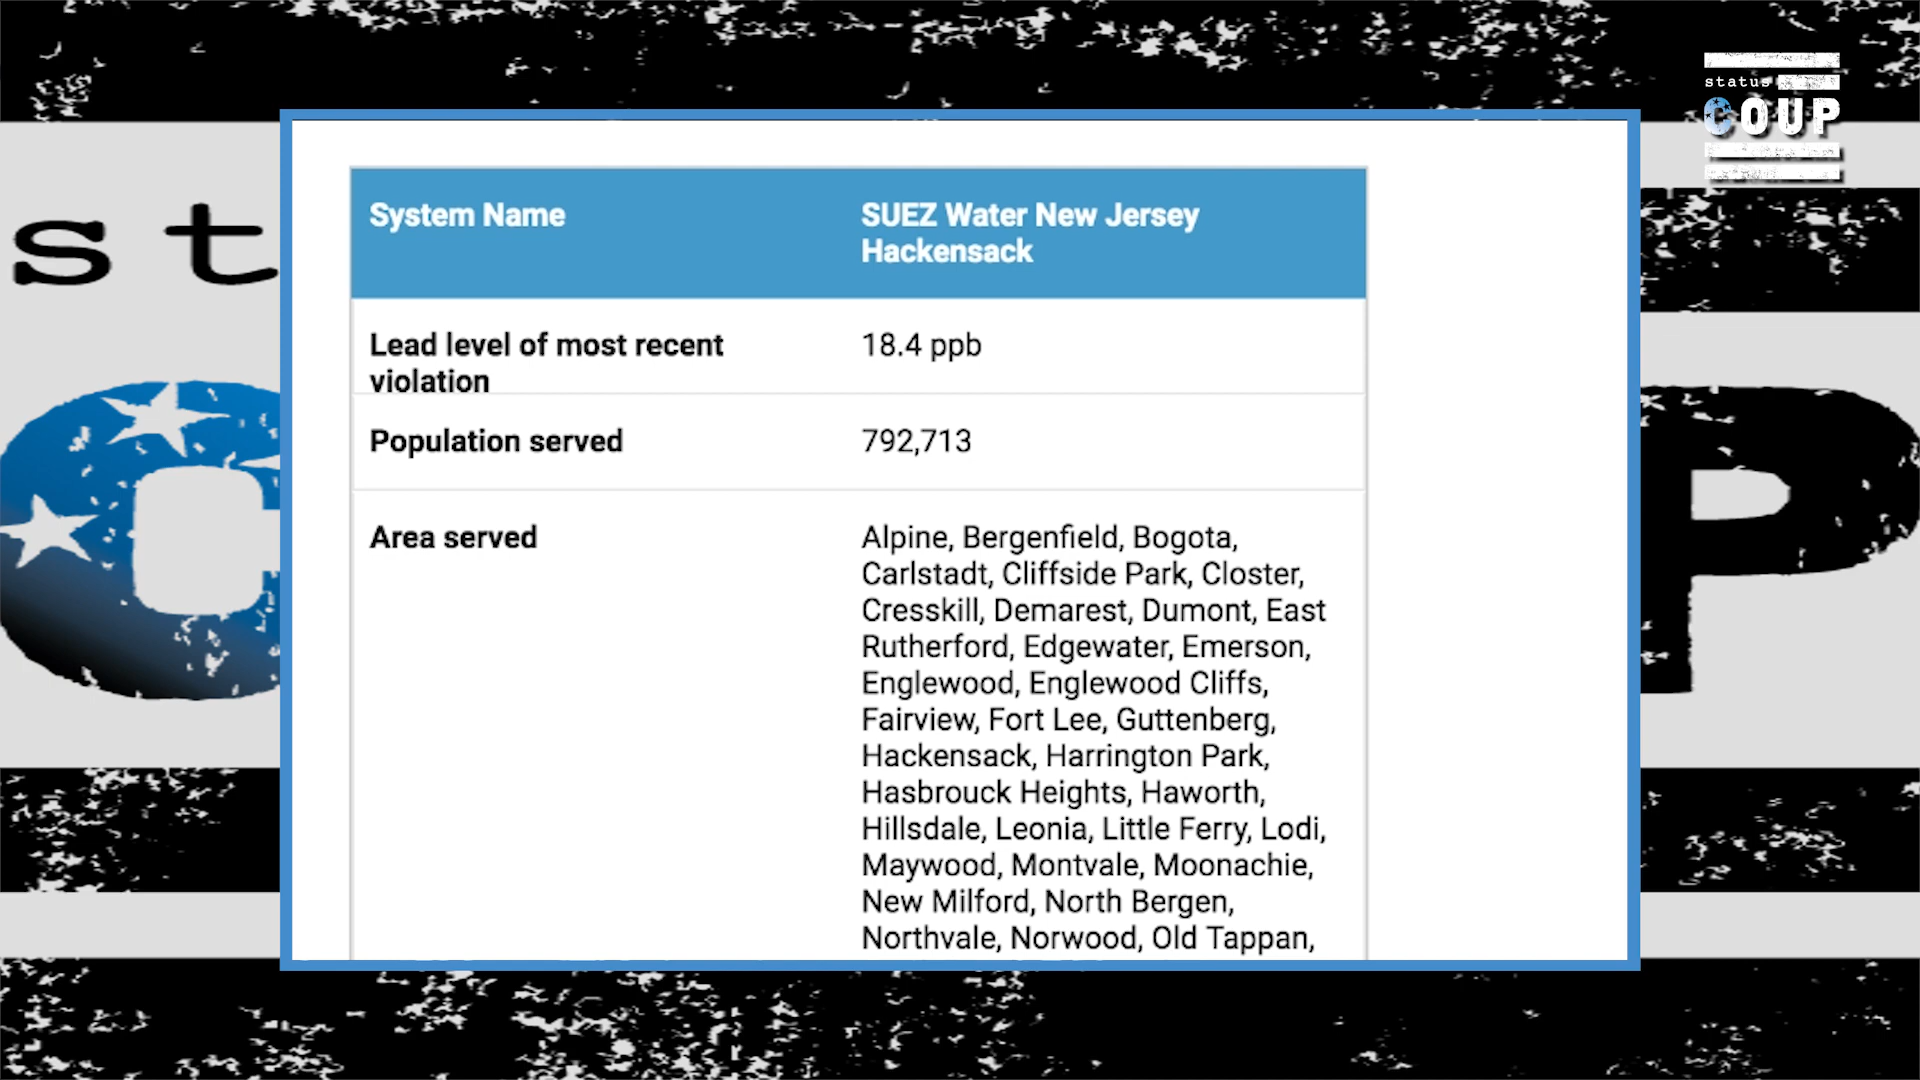 status
COUP
st
C
P
System Name
SUEZ Water New Jersey
Hackensack
Lead level of most recent
violation
18.4 ppb
Population served
792,713
Area served
Alpine, Bergenfield, Bogota,
Carlstadt, Cliffside Park, Closter,
Cresskill, Demarest, Dumont, East
Rutherford, Edgewater, Emerson,
Englewood, Englewood Cliffs,
Fairview, Fort Lee, Guttenberg,
Hackensack, Harrington Park,
Hasbrouck Heights, Haworth,
Hillsdale, Leonia, Little Ferry, Lodi,
Maywood, Montvale, Moonachie,
New Milford, North Bergen,
Northvale, Norwood, Old Tappan,